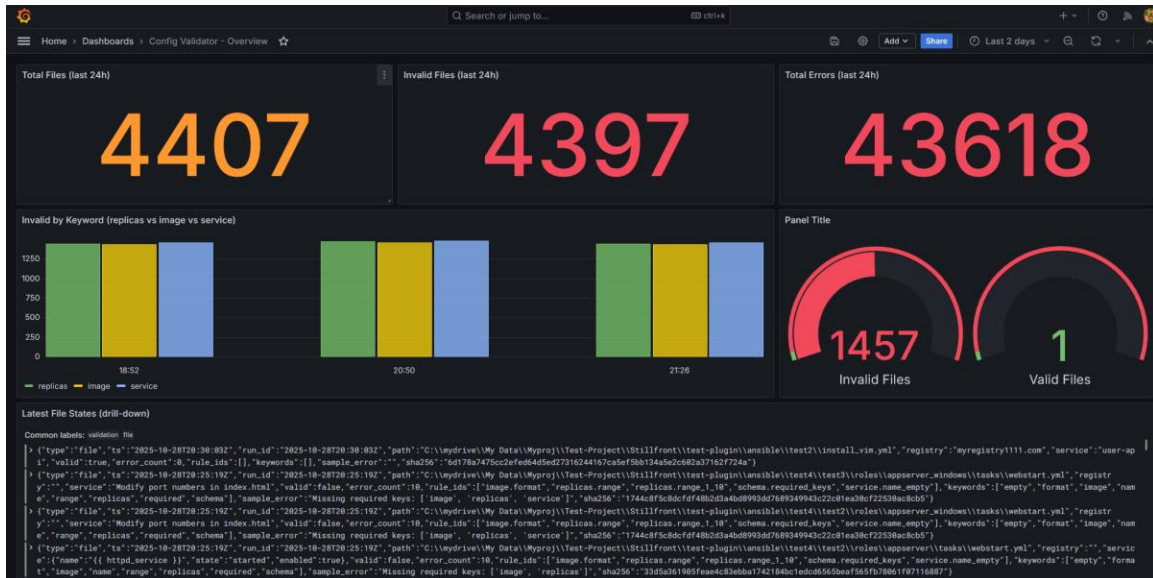 Search or jump to...
ctrl+k
Home › Dashboards › Config Validator - Overview
Add
Share
Last 2 days
Total Files (last 24h)
Invalid Files (last 24h)
Total Errors (last 24h)
4407
4397
43618
Invalid by Keyword (replicas vs image vs service)
Panel Title
1250
1000
750
500
250
0
18:52
20:50
21:26
replicas image service
1457
Invalid Files
1
Valid Files
Latest File States (drill-down)
Common labels: validation file
› {"type":"file","ts":"2025-10-28T20:30:03Z","run_id":"2025-10-28T20:30:03Z","path":"C:\\mydrive\\My Data\\Myproj\\Test-Project\\Stillfront\\test-plugin\\ansible\\test2\\install_vim.yml","registry":"myregistry1111.com","service":"user-ap
i","valid":true,"error_count":0,"rule_ids":[],"keywords":[],"sample_error":"","sha256":
› {"type":"file","ts":"2025-10-28T20:25:19Z","run_id":"2025-10-28T20:25:19Z","path":"C:\\mydrive\\My Data\\Myproj\\Test-Project\\Stillfront\\test-plugin\\ansible\\test4\\test3\\roles\\appserver_windows\\tasks\\webstart.yml","registr
y":"","service":"Modify port numbers in index.html","valid":false,"error_count":10,"rule_ids":["image.format","replicas.range","replicas.range_1_10","schema.required_keys","service.name_empty"],"keywords":["empty","format","image","nam
e","range","replicas","required","schema"],"sample_error":"Missing required keys: ['image', 'replicas', 'service']","sha256":
› {"type":"file","ts":"2025-10-28T20:25:19Z","run_id":"2025-10-28T20:25:19Z","path":"C:\\mydrive\\My Data\\Myproj\\Test-Project\\Stillfront\\test-plugin\\ansible\\test4\\test2\\roles\\appserver_windows\\tasks\\webstart.yml","registr
y":"","service":"Modify port numbers in index.html","valid":false,"error_count":10,"rule_ids":["image.format","replicas.range","replicas.range_1_10","schema.required_keys","service.name_empty"],"keywords":["empty","format","image","nam
e","range","replicas","required","schema"],"sample_error":"Missing required keys: ['image', 'replicas', 'service']","sha256":
› {"type":"file","ts":"2025-10-28T20:25:19Z","run_id":"2025-10-28T20:25:19Z","path":"C:\\mydrive\\My Data\\Myproj\\Test-Project\\Stillfront\\test-plugin\\ansible\\test4\\test2\\roles\\appserver\\tasks\\webstart.yml","registry":"","servic
e":{"name":"{{ httpd_service }}","state":"started","enabled":true},"valid":false,"error_count":10,"rule_ids":["image.format","replicas.range","replicas.range_1_10","schema.required_keys","service.name_empty"],"keywords":["empty","forma
t","image","name","range","replicas","required","schema"],"sample_error":"Missing required keys: ['image', 'replicas']","sha256":